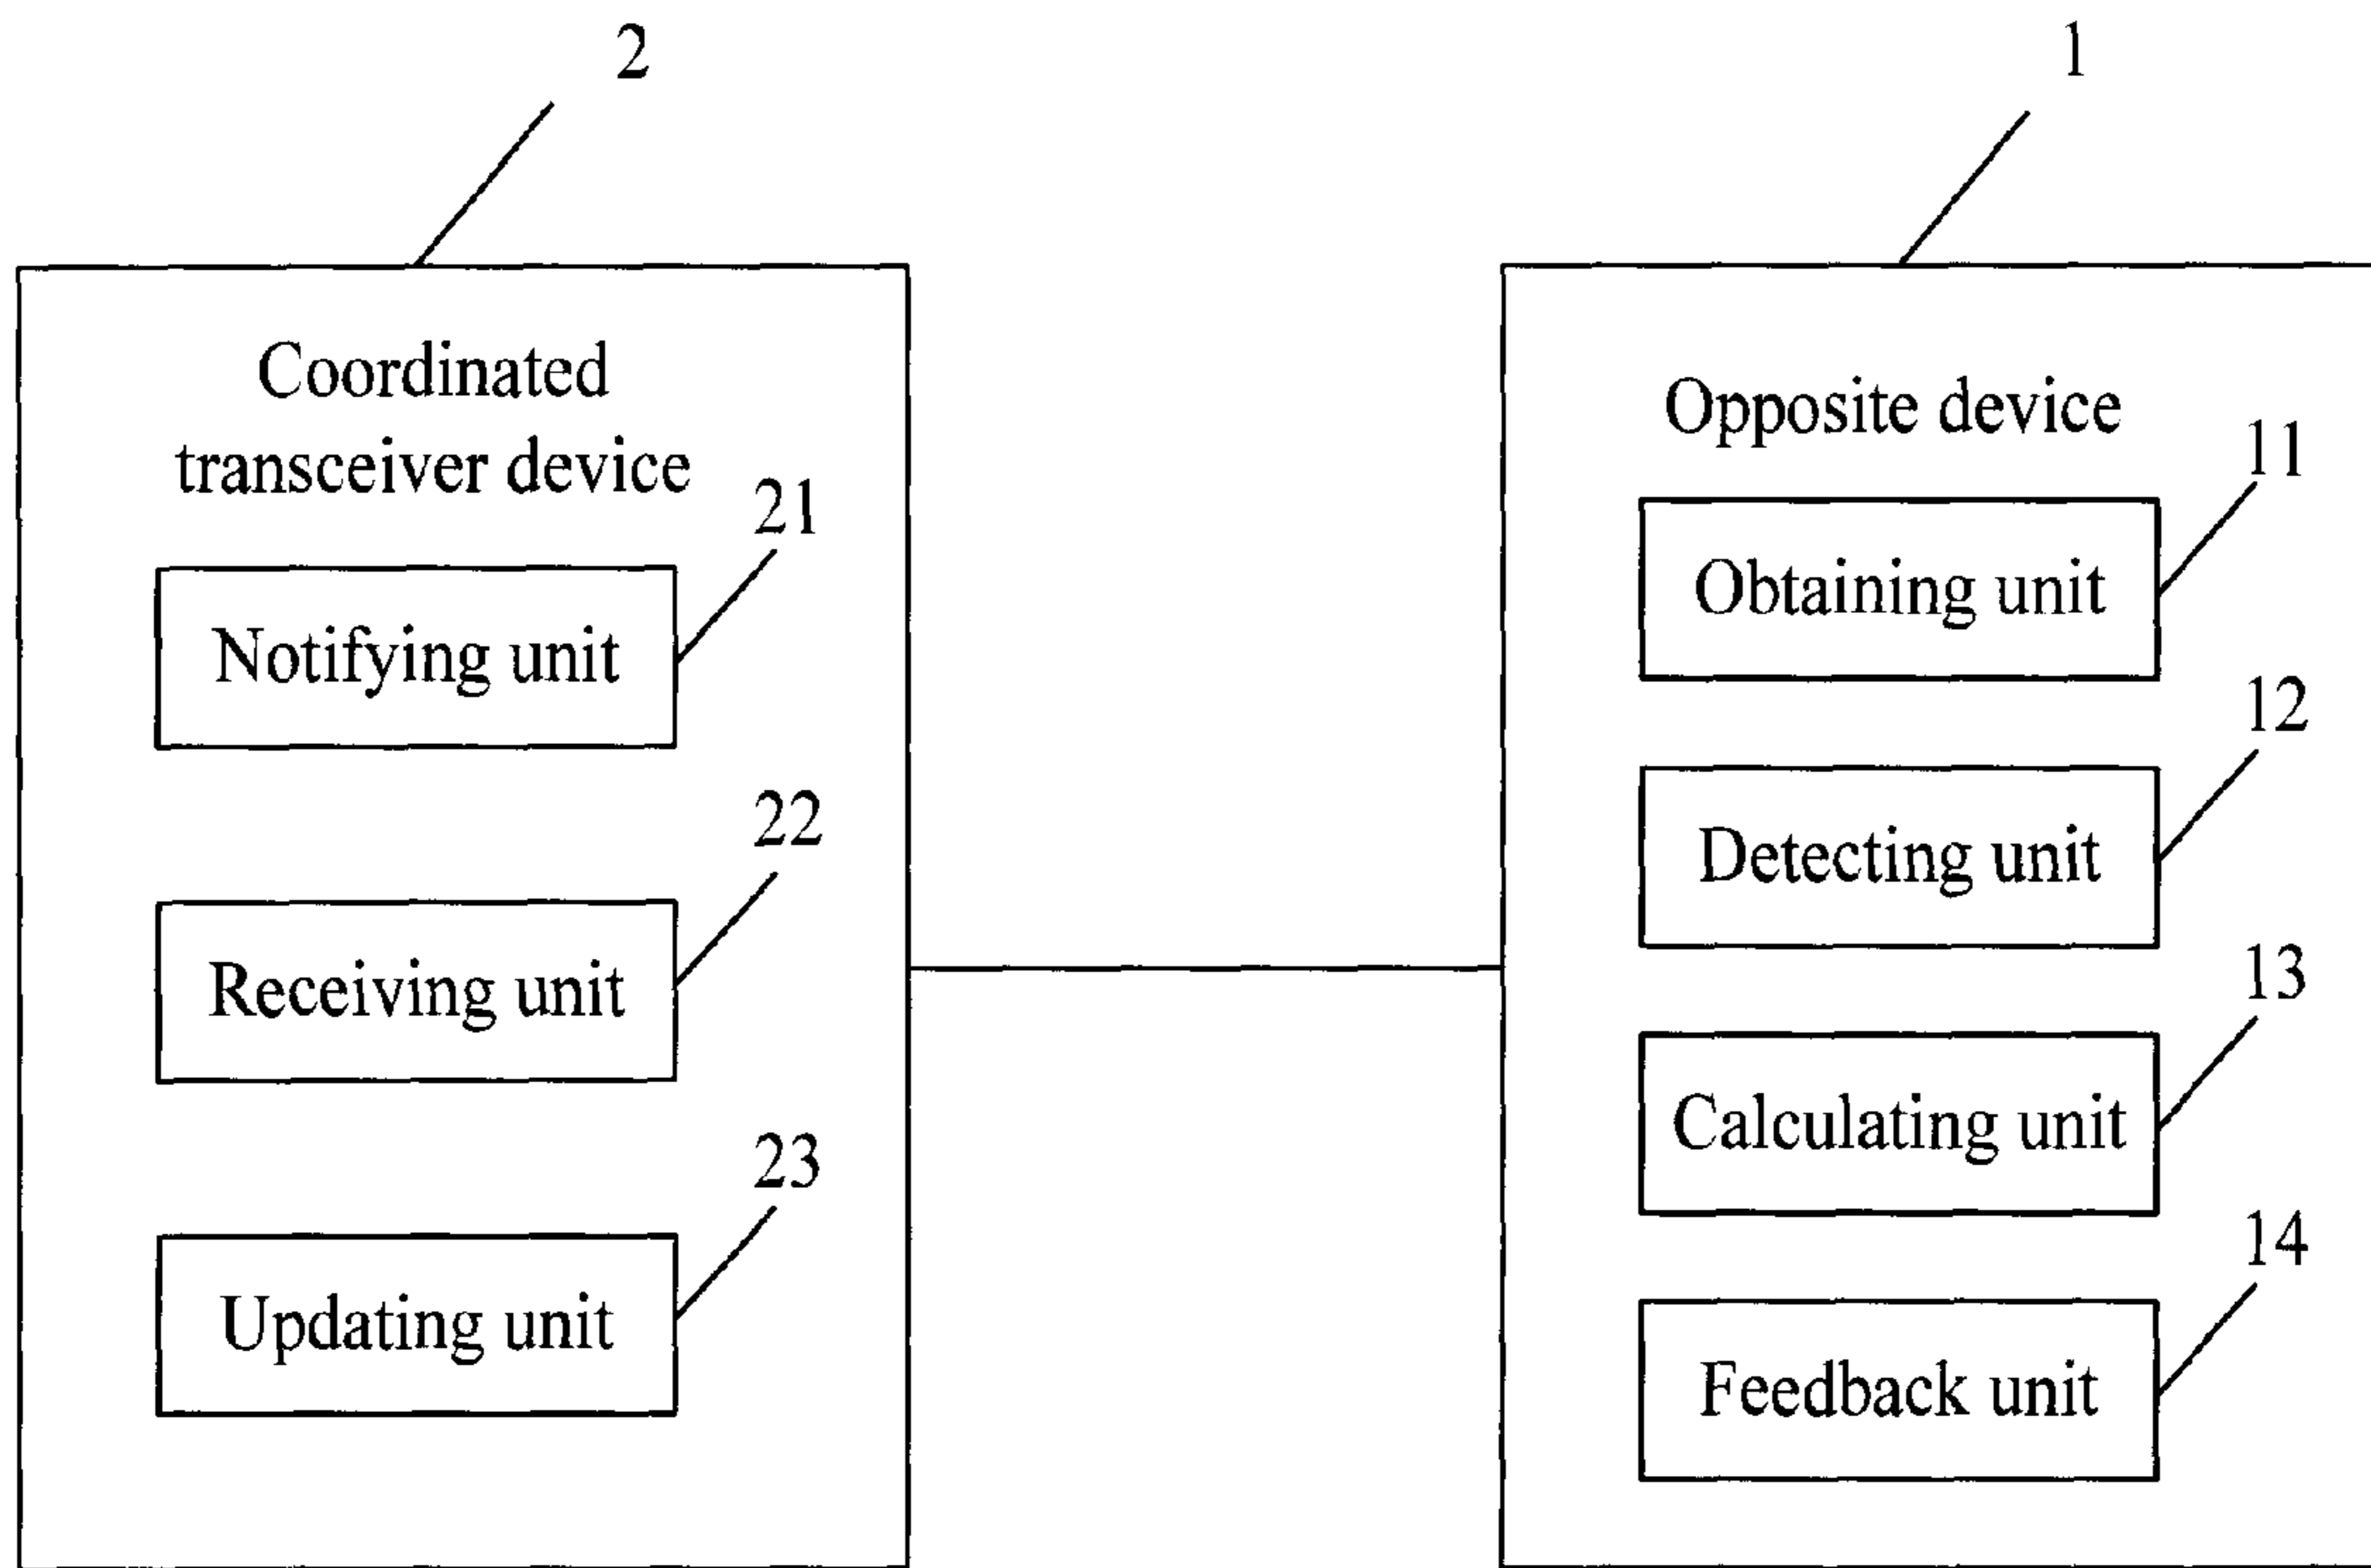 2
Coordinated
transceiver device
21
Notifying unit
22
Receiving unit
23
Updating unit
1
Opposite device
11
Obtaining unit
12
Detecting unit
13
Calculating unit
14
Feedback unit